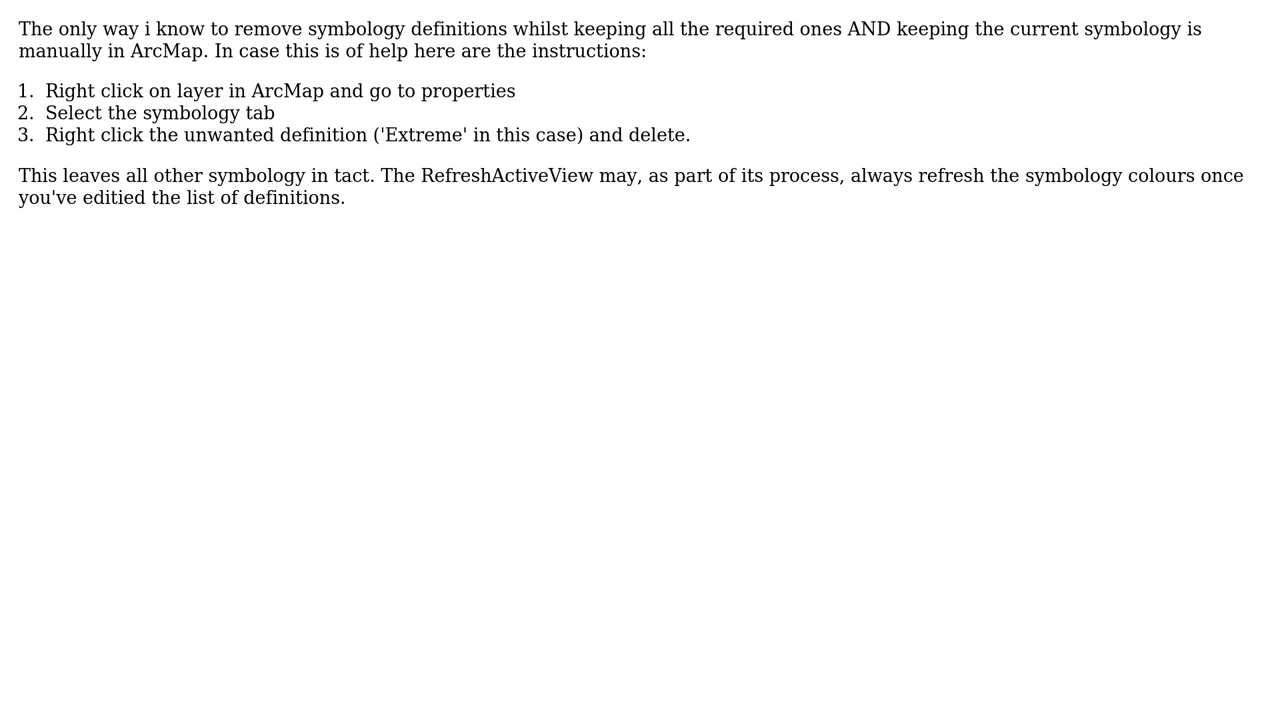 The only way i know to remove symbology definitions whilst keeping all the required ones AND keeping the current symbology is
manually in ArcMap. In case this is of help here are the instructions:
1. Right click on layer in ArcMap and go to properties
2. Select the symbology tab
3. Right click the unwanted definition ('Extreme' in this case) and delete.
This leaves all other symbology in tact. The RefreshActiveView may, as part of its process, always refresh the symbology colours once
you've editied the list of definitions.